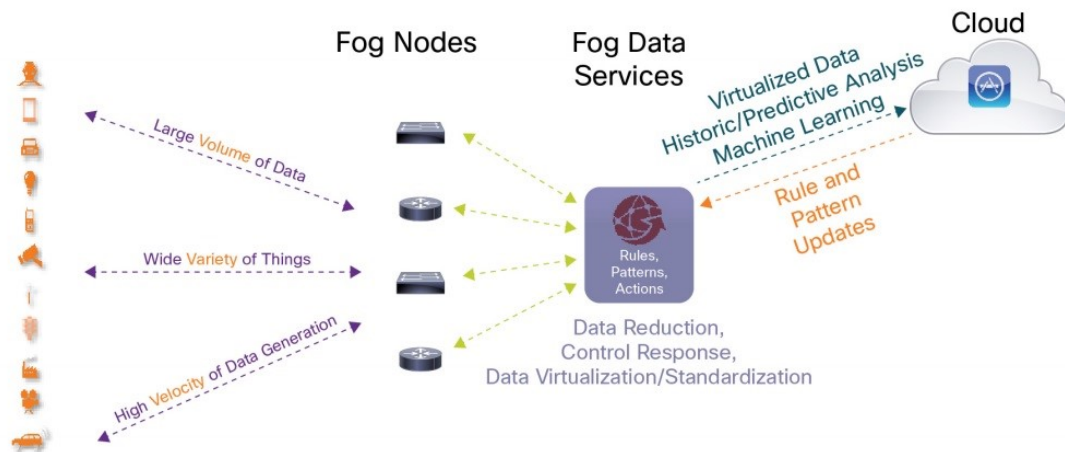 Fog Nodes
Fog Data
Services
Cloud
Large Volume of Data
Wide Variety of Things
High Velocity of Data Generation
Rules,
Patterns,
Actions
Data Reduction,
Control Response,
Data Virtualization/Standardization
Virtualized Data
Historic/Predictive Analysis
Machine Learning
Rule and
Pattern
Updates